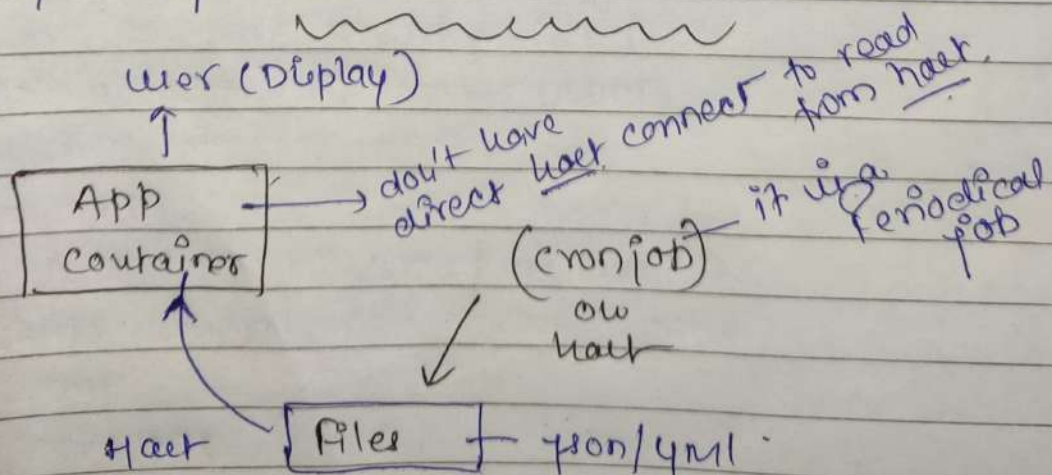 user (Display)
don't have
direct host connect to read
from host.
App
container
it is a
Periodical
job
(cronjob)
on
host
Host
Files
json/yml.